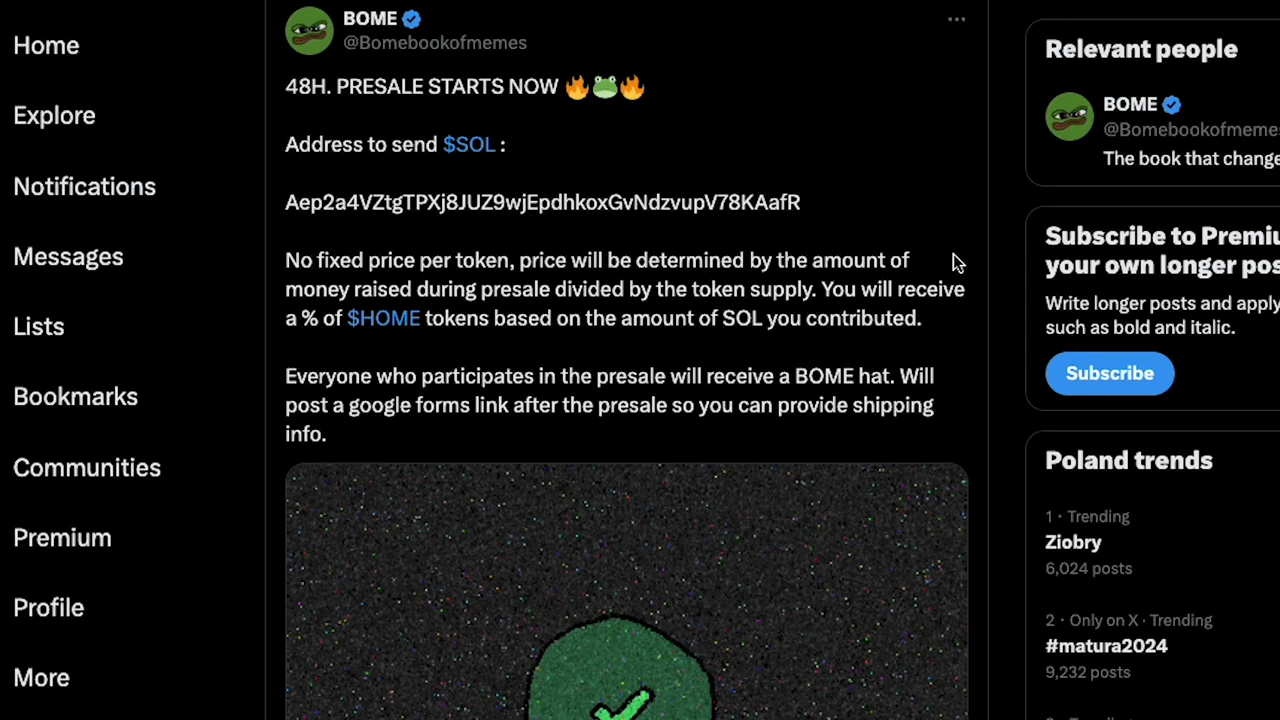 Home
Explore
Notifications
Messages
Lists
Bookmarks
Communities
Premium
Profile
More
BOME
@Bomebookofmemes
48H. PRESALE STARTS NOW 🔥🐸🔥
Address to send $SOL :
Aep2a4VZtgTPXj8JUZ9wjEpdhkoxGvNdzvupV78KAafR
No fixed price per token, price will be determined by the amount of
money raised during presale divided by the token supply. You will receive
a % of $HOME tokens based on the amount of SOL you contributed.
Everyone who participates in the presale will receive a BOME hat. Will
post a google forms link after the presale so you can provide shipping
info.
Relevant people
BOME
@Bomebookofmemes
The book that change
Subscribe to Premiu
your own longer pos
Write longer posts and apply
such as bold and italic.
Subscribe
Poland trends
1 · Trending
Ziobry
6,024 posts
2 · Only on X · Trending
#matura2024
9,232 posts